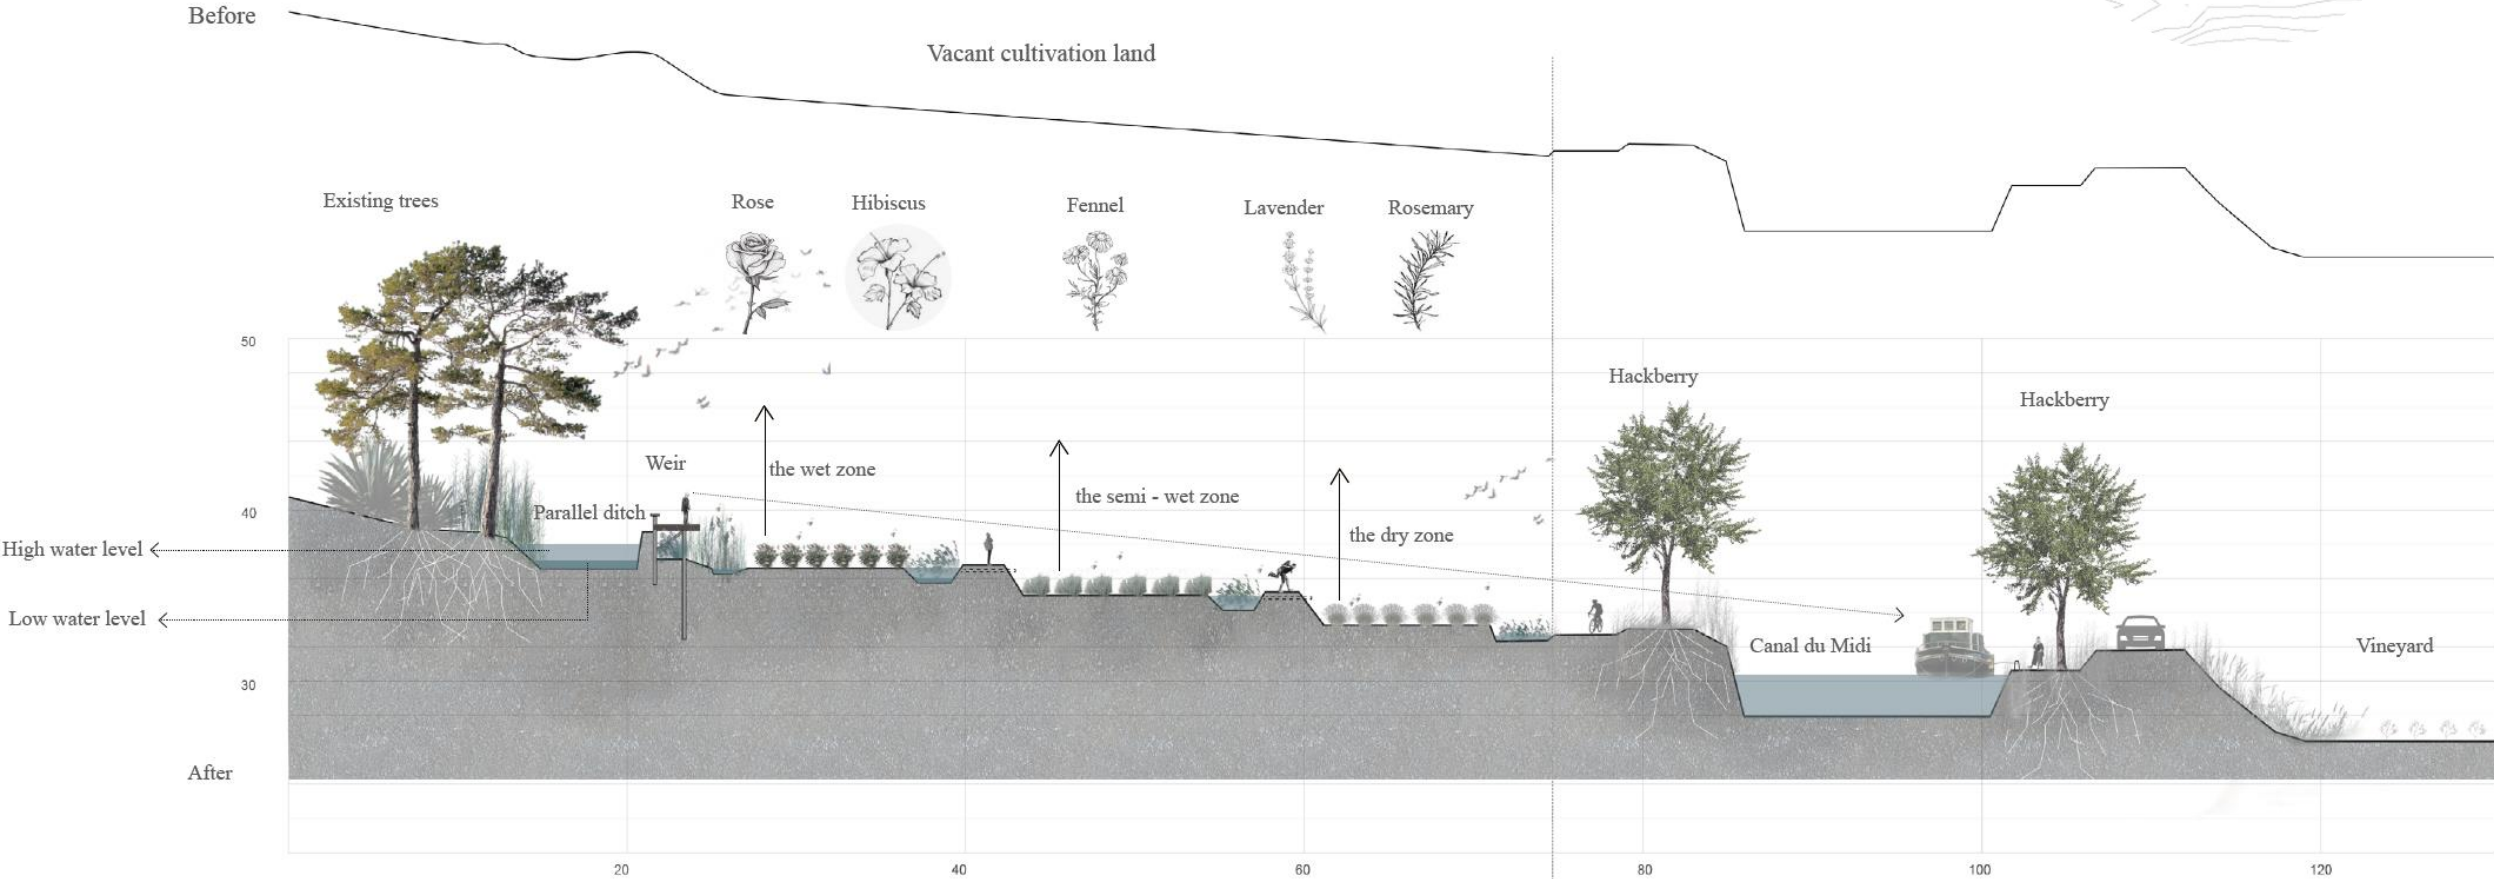 Before
Vacant cultivation land
Existing trees
Rose
Hibiscus
Fennel
Lavender
Rosemary
50
Hackberry
Hackberry
Weir
the wet zone
the semi - wet zone
40
Parallel ditch
the dry zone
High water level
Low water level
Canal du Midi
Vineyard
30
After
20
40
60
80
100
120